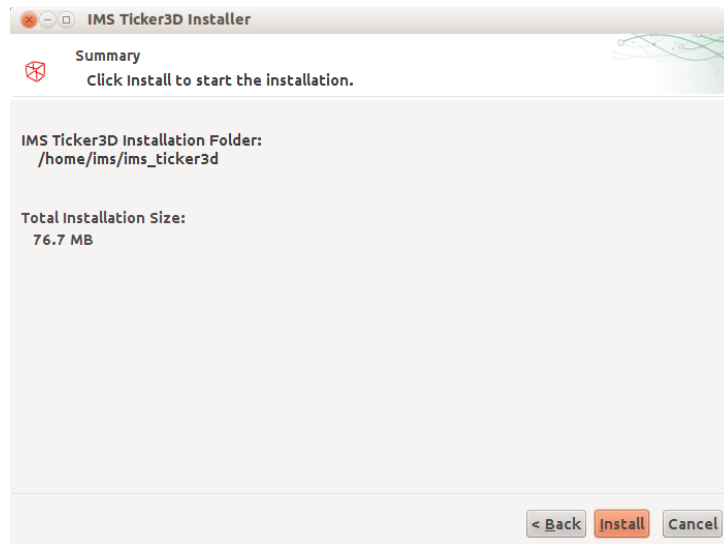 IMS Ticker3D Installer
Summary
Click Install to start the installation.
IMS Ticker3D Installation Folder:
/home/ims/ims_ticker3d
Total Installation Size:
76.7 MB
< Back Install Cancel